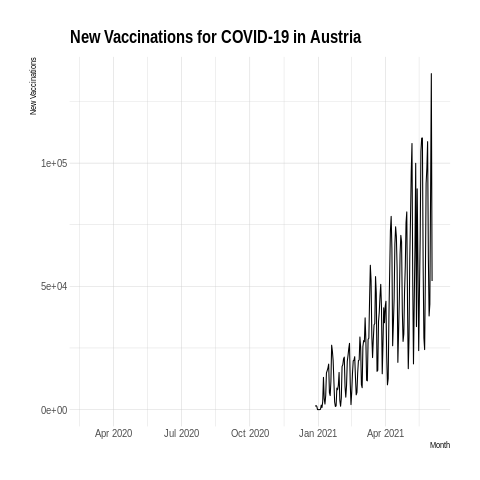 New Vaccinations for COVID-19 in Austria
New Vaccinations
1e+05
5e+04
0e+00
Apr 2020 Jul 2020 Oct 2020 Jan 2021 Apr 2021
Month